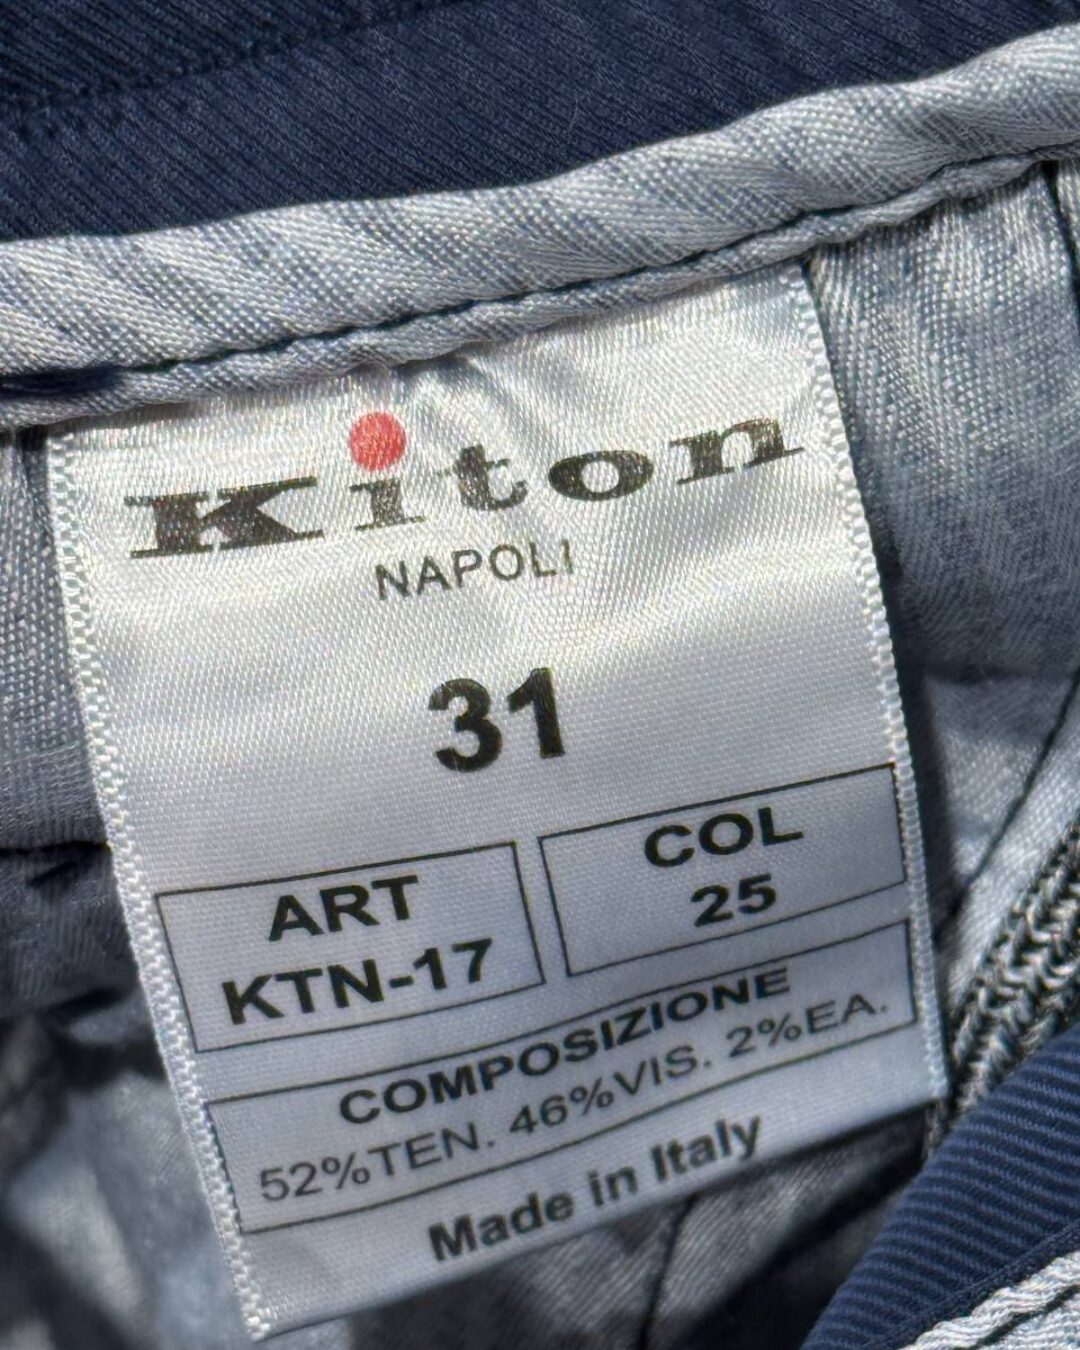 Kiton
NAPOLI
31
ART
KTN-17
COL
25
COMPOSIZIONE
52%TEN. 46%VIS. 2%EA.
Made in Italy